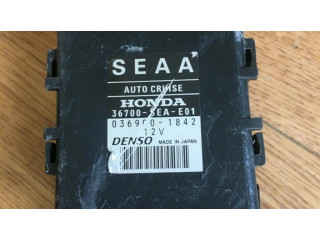 SEAA
AUTO CRUISE
HONDA
36700-SEA-E01
036900-1842
12V
DENSO MADE IN JAPAN